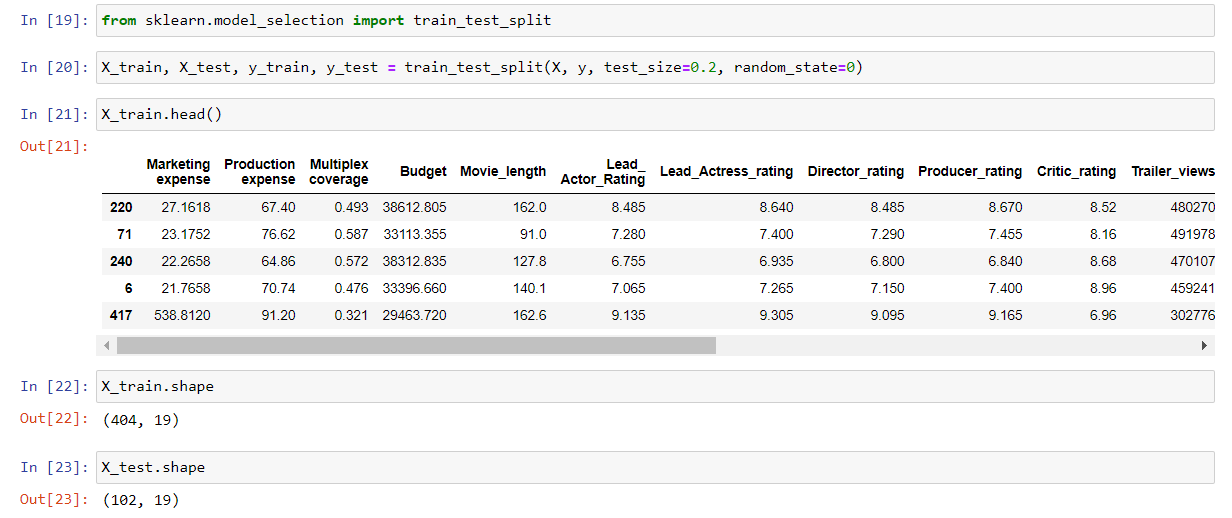 In [19]: from sklearn.model_selection import train_test_split
In [20]: X_train, X_test, y_train, y_test = train_test_split(X, y, test_size=0.2, random_state=0)
In [21]: X_train.head()
Out[21]:
Marketing expense Production expense Multiplex coverage Budget Movie_length Lead_ Actor_Rating Lead_Actress_rating Director_rating Producer_rating Critic_rating Trailer_views
220 27.1618 67.40 0.493 38612.805 162.0 8.485 8.640 8.485 8.670 8.52 480270
71 23.1752 76.62 0.587 33113.355 91.0 7.280 7.400 7.290 7.455 8.16 491978
240 22.2658 64.86 0.572 38312.835 127.8 6.755 6.935 6.800 6.840 8.68 470107
6 21.7658 70.74 0.476 33396.660 140.1 7.065 7.265 7.150 7.400 8.96 459241
417 538.8120 91.20 0.321 29463.720 162.6 9.135 9.305 9.095 9.165 6.96 302776
In [22]: X_train.shape
Out[22]: (404, 19)
In [23]: X_test.shape
Out[23]: (102, 19)